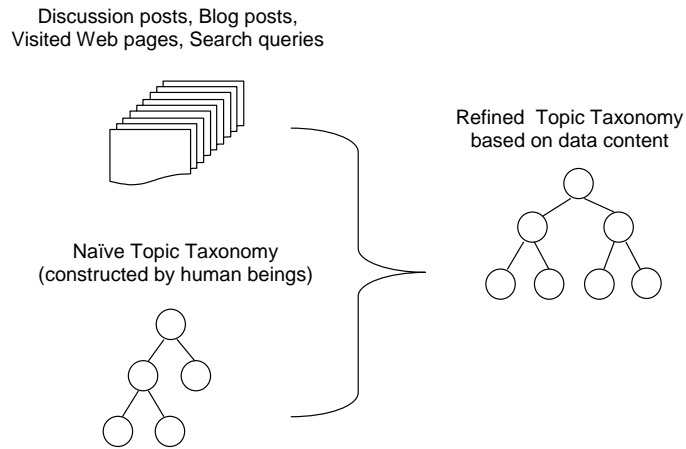 Discussion posts, Blog posts,
Visited Web pages, Search queries
Refined Topic Taxonomy
based on data content
Naïve Topic Taxonomy
(constructed by human beings)